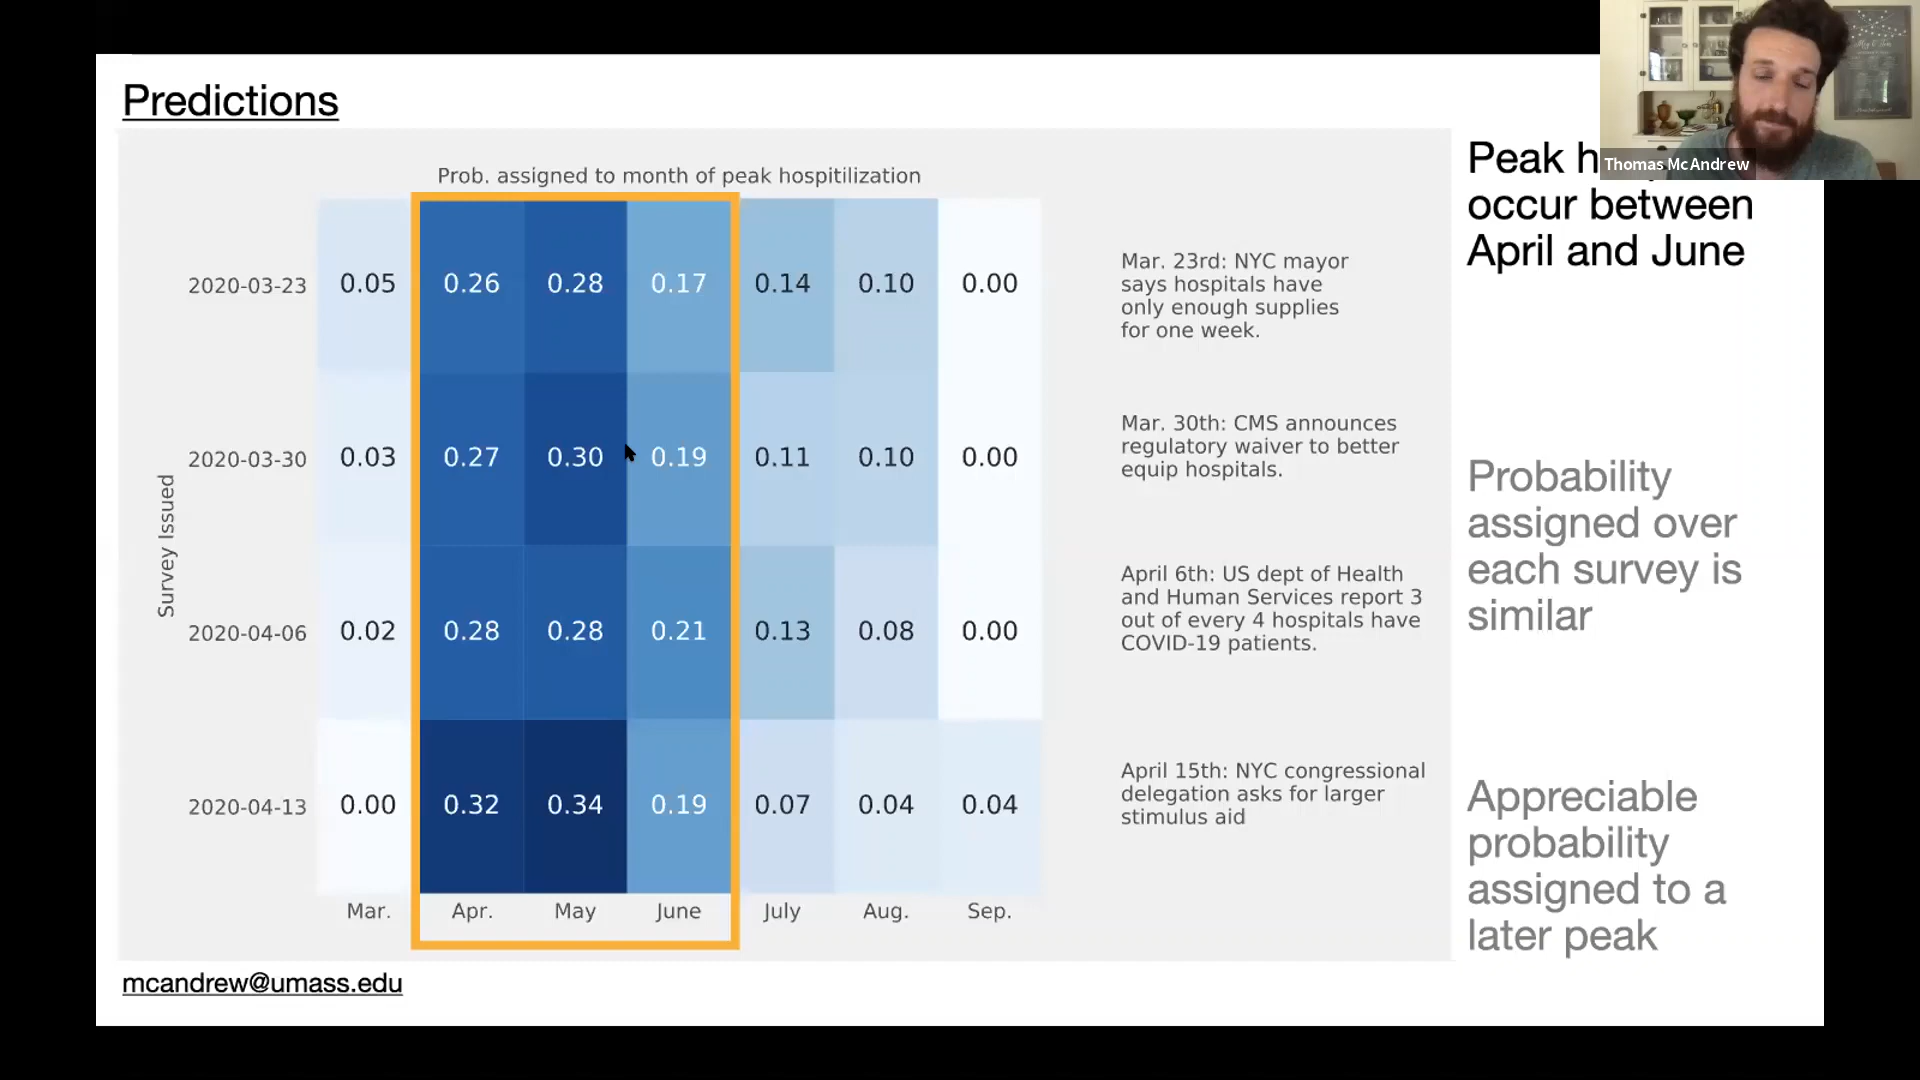 Predictions
Prob. assigned to month of peak hospitilization
Survey Issued
2020-03-23 0.05 0.26 0.28 0.17 0.14 0.10 0.00
2020-03-30 0.03 0.27 0.30 0.19 0.11 0.10 0.00
2020-04-06 0.02 0.28 0.28 0.21 0.13 0.08 0.00
2020-04-13 0.00 0.32 0.34 0.19 0.07 0.04 0.04
Mar. Apr. May June July Aug. Sep.
Mar. 23rd: NYC mayor
says hospitals have
only enough supplies
for one week.
Mar. 30th: CMS announces
regulatory waiver to better
equip hospitals.
April 6th: US dept of Health
and Human Services report 3
out of every 4 hospitals have
COVID-19 patients.
April 15th: NYC congressional
delegation asks for larger
stimulus aid
Peak
occur between
April and June
Probability
assigned over
each survey is
similar
Appreciable
probability
assigned to a
later peak
mcandrew@umass.edu
Thomas McAndrew